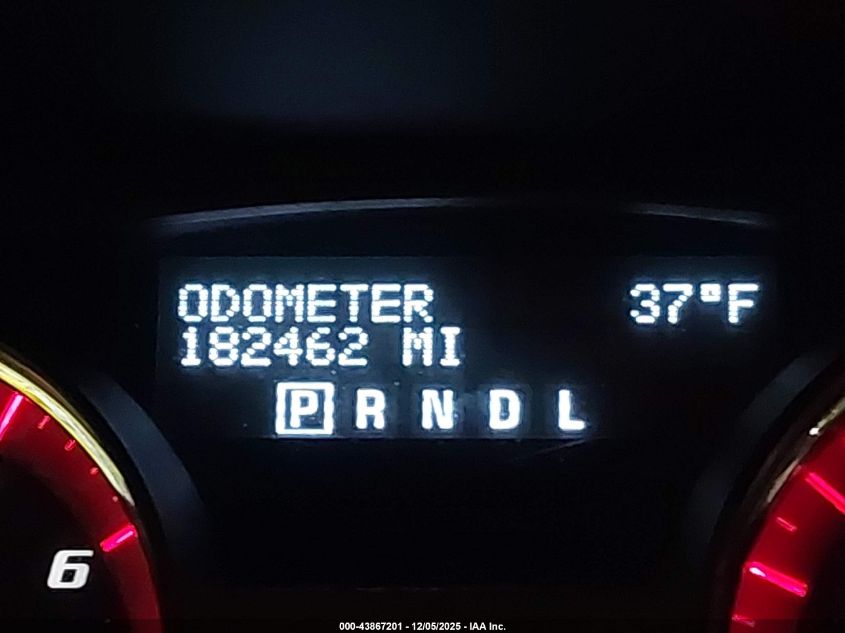 ODOMETER 37°F
182462 MI
P R N D L
6
000-43867201 - 12/05/2025 - IAA Inc.